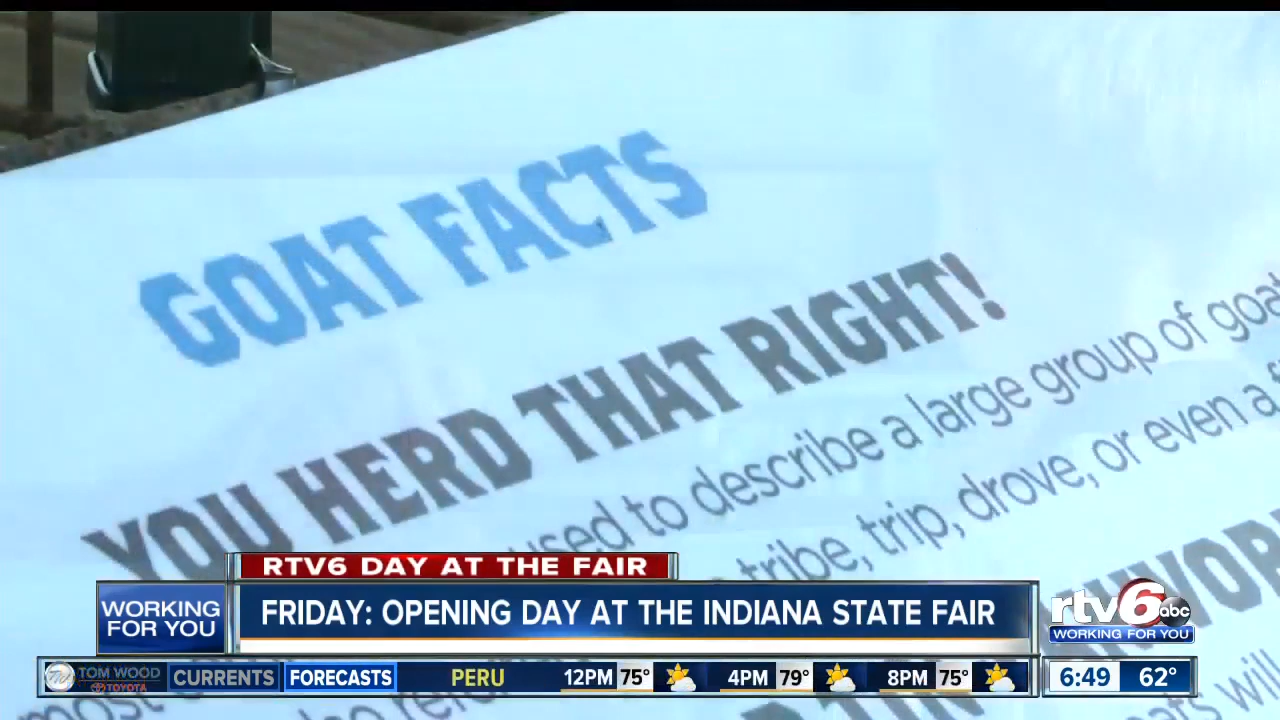 GOAT FACTS
YOU HERD THAT RIGHT!
used to describe a large group of
tribe, trip, drove, or even a
RTV6 DAY AT THE FAIR
WORKING
FOR YOU
FRIDAY: OPENING DAY AT THE INDIANA STATE FAIR
rtv6 abc
WORKING FOR YOU
TOM WOOD
TOYOTA
CURRENTS
FORECASTS
PERU 12PM 75° 4PM 79° 8PM 75°
6:49 62°
most
will